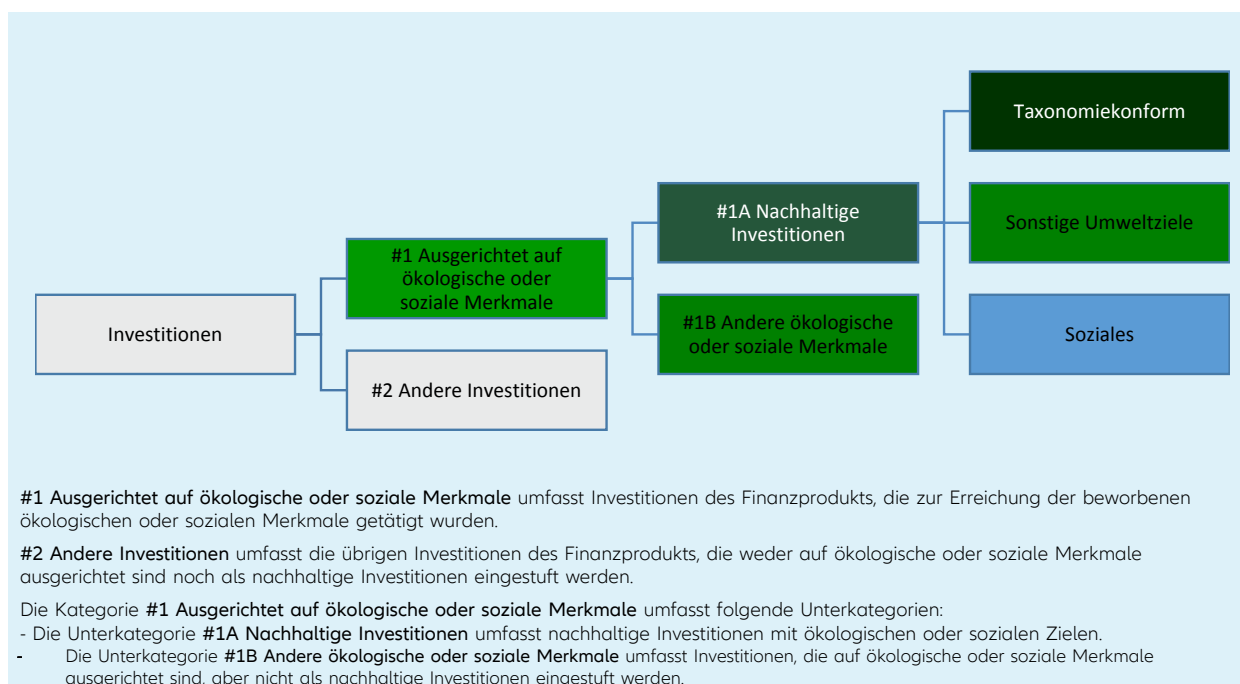 Taxonomiekonform
#1A Nachhaltige
Investitionen
Sonstige Umweltziele
#1 Ausgerichtet auf
ökologische oder
soziale Merkmale
Investitionen
#1B Andere ökologische
oder soziale Merkmale
Soziales
#2 Andere Investitionen
#1 Ausgerichtet auf ökologische oder soziale Merkmale umfasst Investitionen des Finanzprodukts, die zur Erreichung der beworbenen
ökologischen oder sozialen Merkmale getätigt wurden.
#2 Andere Investitionen umfasst die übrigen Investitionen des Finanzprodukts, die weder auf ökologische oder soziale Merkmale
ausgerichtet sind noch als nachhaltige Investitionen eingestuft werden.
Die Kategorie #1 Ausgerichtet auf ökologische oder soziale Merkmale umfasst folgende Unterkategorien:
- Die Unterkategorie #1A Nachhaltige Investitionen umfasst nachhaltige Investitionen mit ökologischen oder sozialen Zielen.
- Die Unterkategorie #1B Andere ökologische oder soziale Merkmale umfasst Investitionen, die auf ökologische oder soziale Merkmale
ausgerichtet sind, aber nicht als nachhaltige Investitionen eingestuft werden.